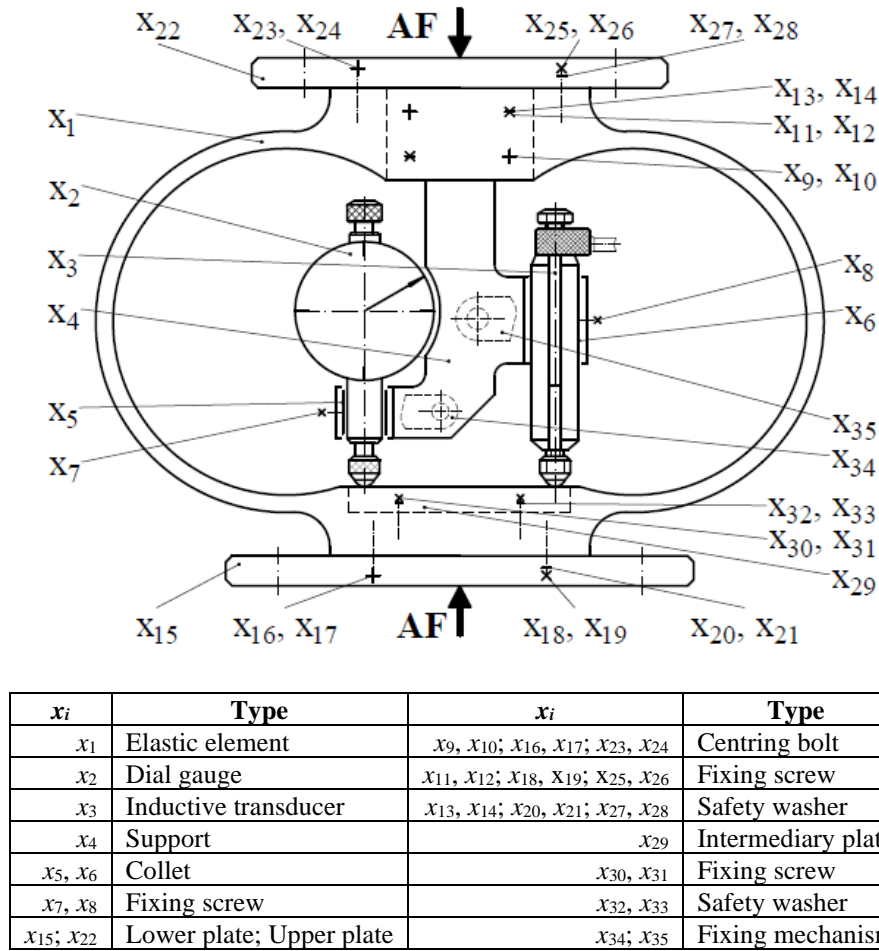 X22 X23, X24 AF X25, X26 X27, X28
X13, X14
X1 X11, X12
X2 X9, X10
X3 X8
X4 X6
X5 X35
X7 X34
X32, X33
X30, X31
X29
X15 X16, X17 AF X18, X19 X20, X21
xi Type xi Type
x1 Elastic element x9, x10; x16, x17; x23, x24 Centring bolt
x2 Dial gauge x11, x12; x18, x19; x25, x26 Fixing screw
x3 Inductive transducer x13, x14; x20, x21; x27, x28 Safety washer
x4 Support x29 Intermediary plat
x5, x6 Collet x30, x31 Fixing screw
x7, x8 Fixing screw x32, x33 Safety washer
x15; x22 Lower plate; Upper plate x34; x35 Fixing mechanism